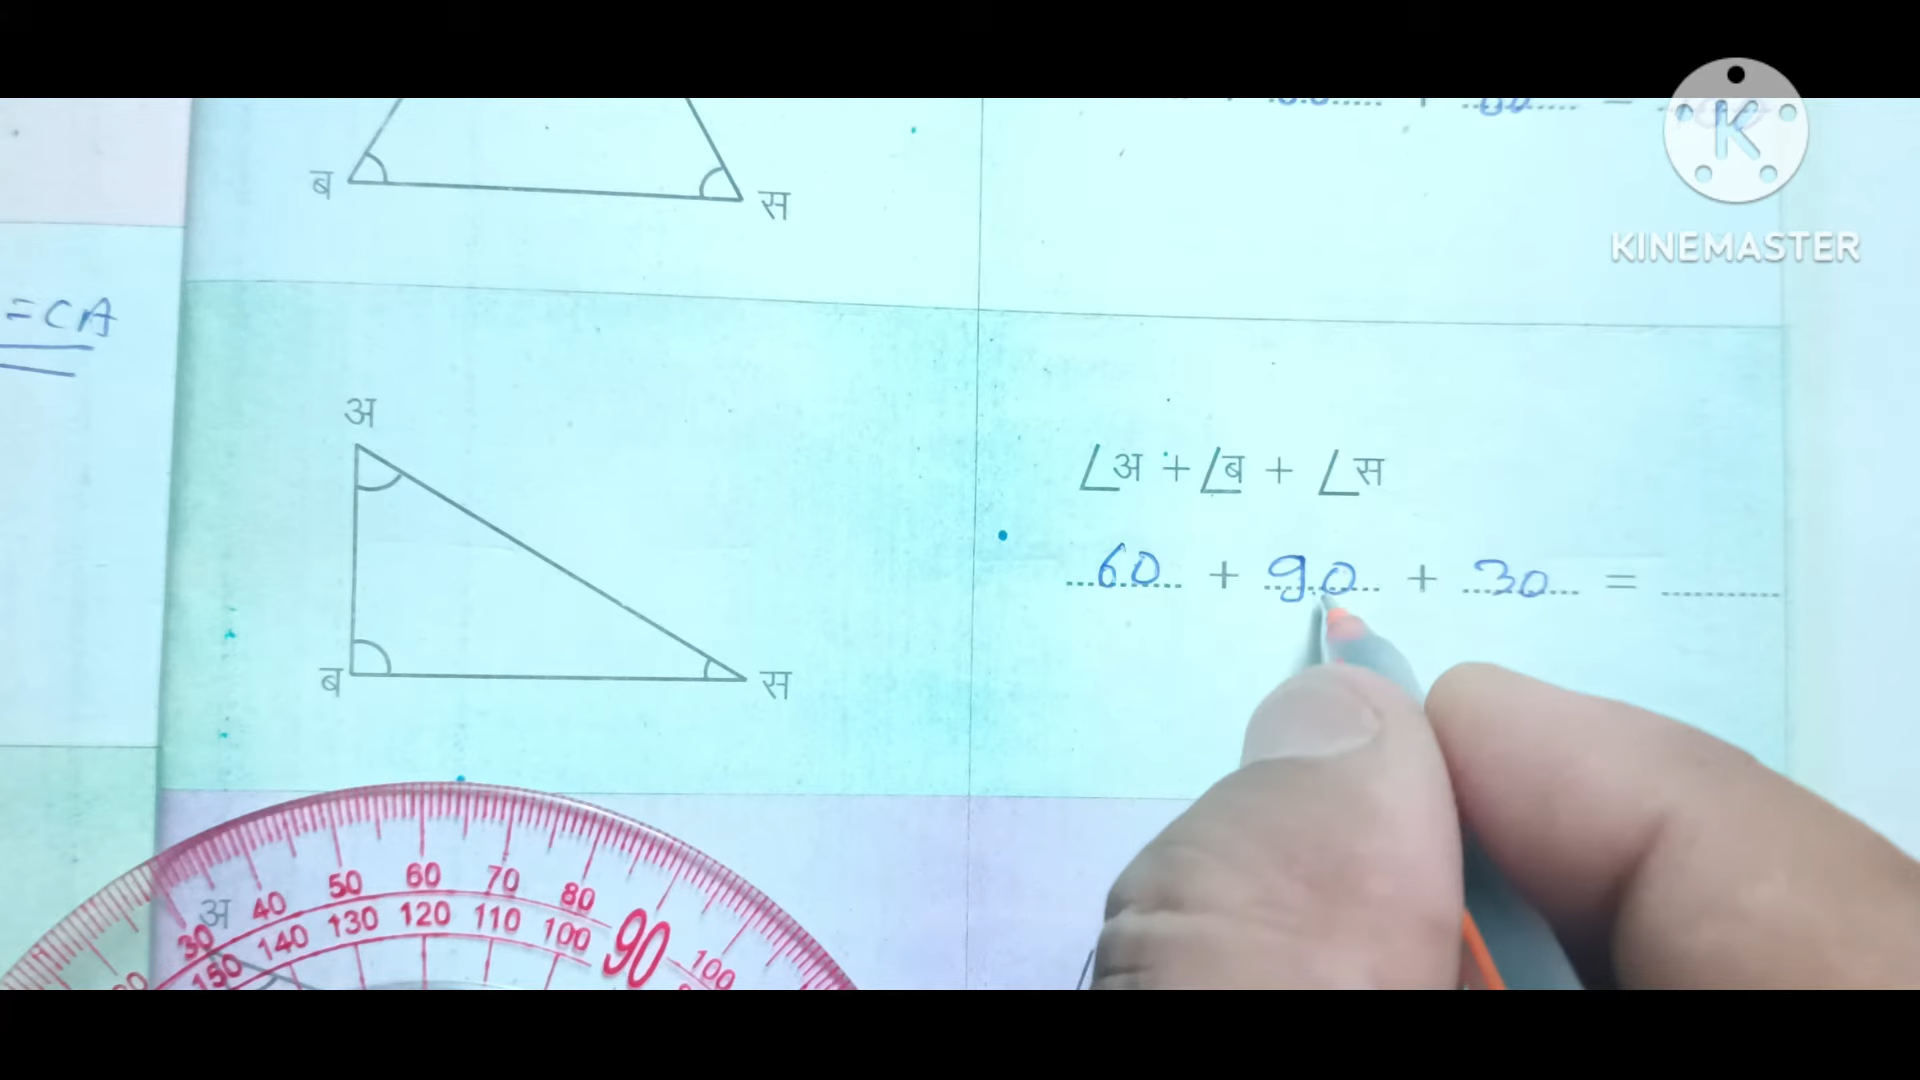 K
KINEMASTER
ब
स
=CA
अ
∠अ + ∠ब + ∠स
60 + 90 + 30 = ..........
ब
स
40 50 60 70 80 90 100
अ
30 140 130 120 110 100
150